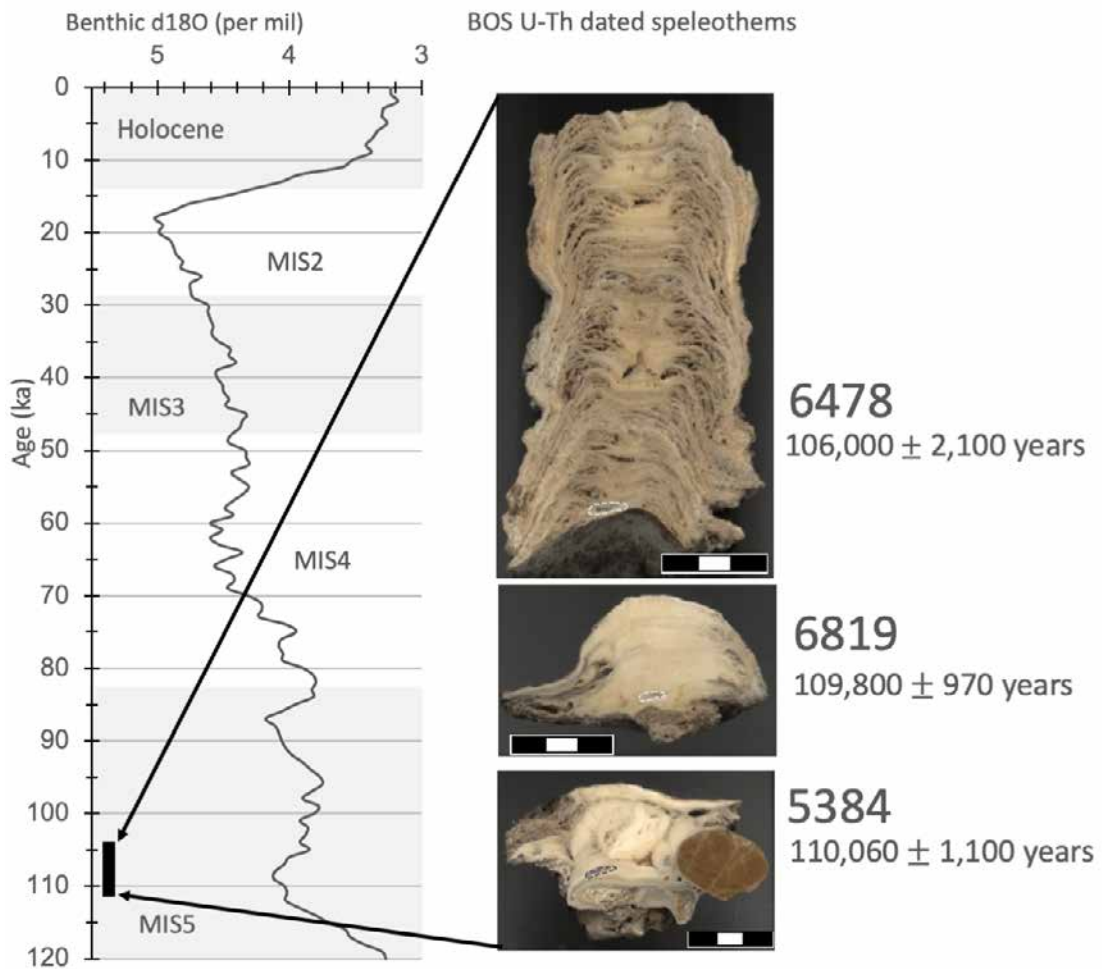 Benthic d18O (per mil)
BOS U-Th dated speleothems
5
4
3
0
10
20
30
40
50
60
70
80
90
100
110
120
Age (ka)
Holocene
MIS2
MIS3
MIS4
MIS5
6478
106,000 ± 2,100 years
6819
109,800 ± 970 years
5384
110,060 ± 1,100 years